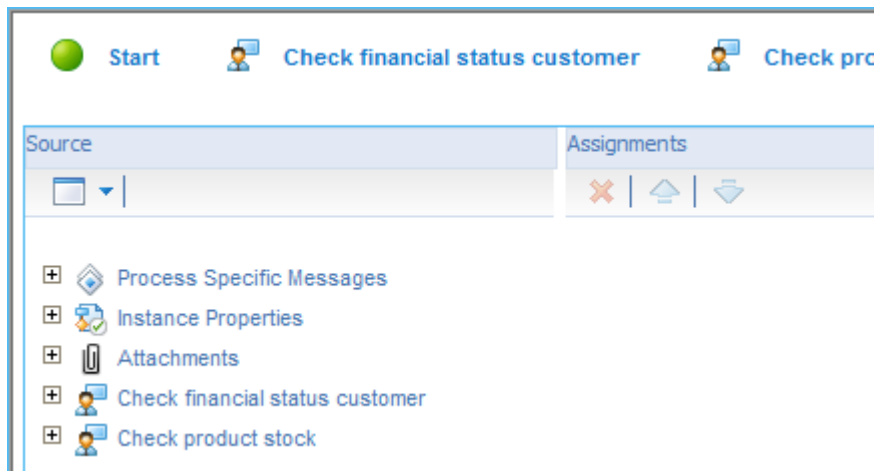 Start Check financial status customer Check pro
Source Assignments
Process Specific Messages
Instance Properties
Attachments
Check financial status customer
Check product stock